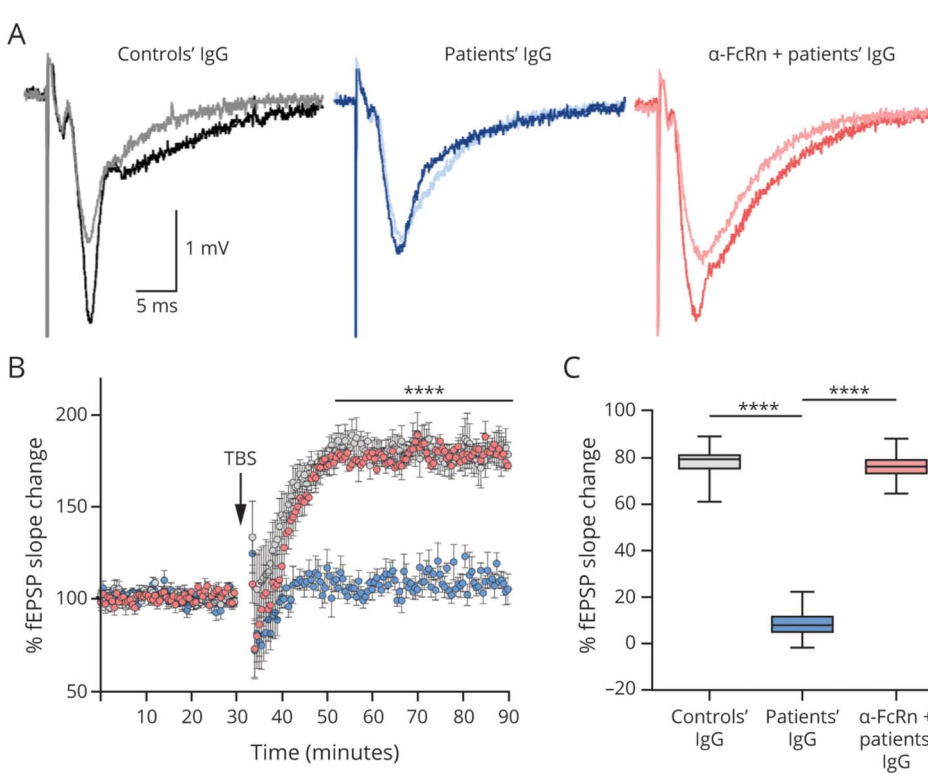 A
Controls’ IgG
Patients’ IgG
α-FcRn + patients’ IgG
1 mV
5 ms
B
% fEPSP slope change
200
150
100
50
TBS
****
10 20 30 40 50 60 70 80 90
Time (minutes)
C
% fEPSP slope change
100
80
60
40
20
0
–20
****
****
Controls’
IgG
Patients’
IgG
α-FcRn +
patients’
IgG